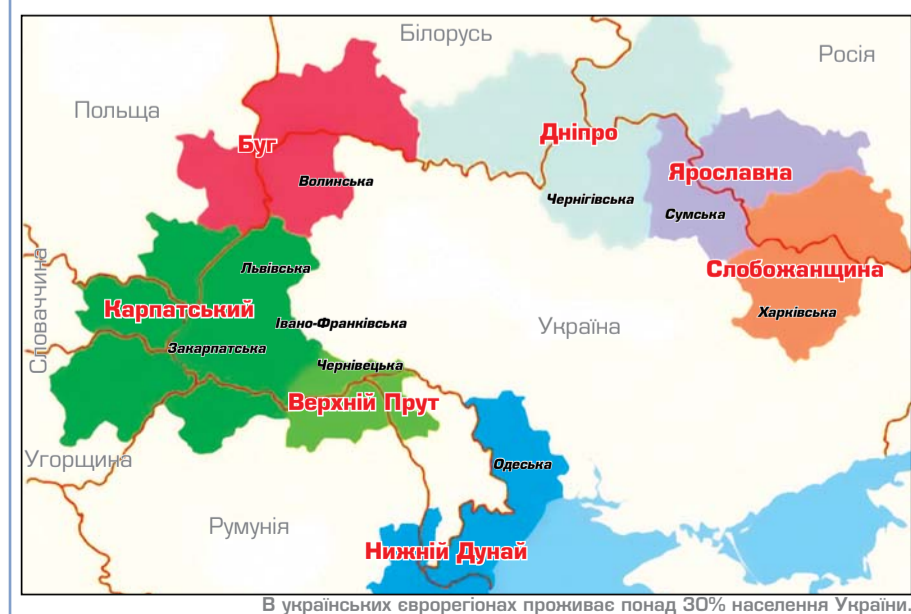 Білорусь
Росія
Польща
Буг
Дніпро
Ярославна
Волинська
Чернігівська
Сумська
Словаччина
Львівська
Слобожанщина
Карпатський
Івано-Франківська
Україна
Харківська
Закарпатська
Чернівецька
Верхній Прут
Угорщина
Одеська
Румунія
Нижній Дунай
В українських єврорегіонах проживає понад 30% населення України